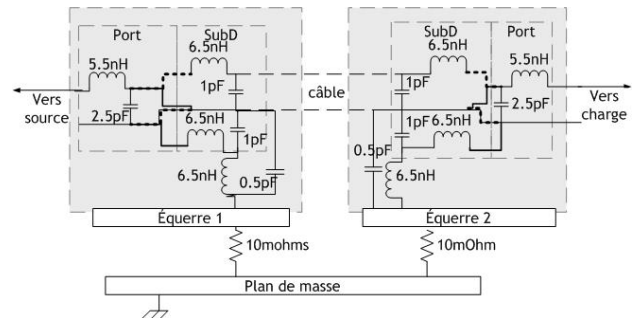 Port SubD
6.5nH
5.5nH
1pF
Vers
source
2.5pF
6.5nH
1pF
6.5nH
0.5pF
Équerre 1
10mohms
câble
SubD Port
6.5nH
5.5nH
1pF
2.5pF
Vers
charge
1pF
6.5nH
0.5pF
6.5nH
Équerre 2
10mOhm
Plan de masse